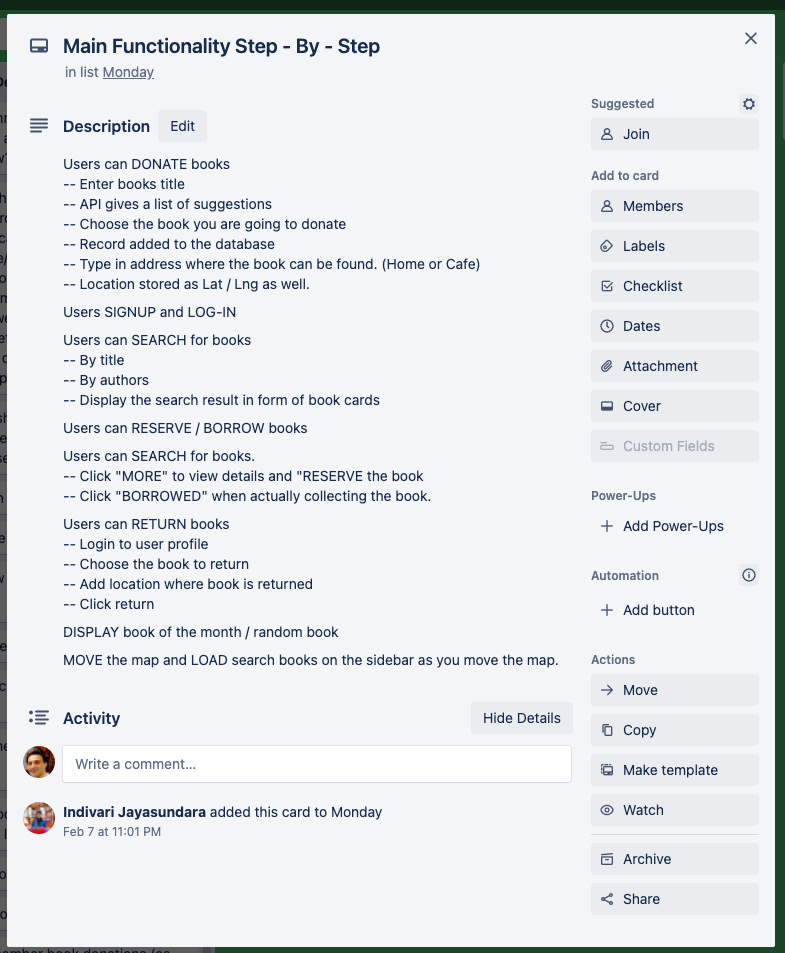 Main Functionality Step - By - Step
in list Monday
Description
Edit
Users can DONATE books
-- Enter books title
-- API gives a list of suggestions
-- Choose the book you are going to donate
-- Record added to the database
-- Type in address where the book can be found. (Home or Cafe)
-- Location stored as Lat / Lng as well.
Users SIGNUP and LOG-IN
Users can SEARCH for books
-- By title
-- By authors
-- Display the search result in form of book cards
Users can RESERVE / BORROW books
Users can SEARCH for books.
-- Click "MORE" to view details and "RESERVE the book
-- Click "BORROWED" when actually collecting the book.
Users can RETURN books
-- Login to user profile
-- Choose the book to return
-- Add location where book is returned
-- Click return
DISPLAY book of the month / random book
MOVE the map and LOAD search books on the sidebar as you move the map.
Activity
Hide Details
Write a comment…
Indivari Jayasundara added this card to Monday
Feb 7 at 11:01 PM
Suggested
Join
Add to card
Members
Labels
Checklist
Dates
Attachment
Cover
Custom Fields
Power-Ups
+ Add Power-Ups
Automation
+ Add button
Actions
Move
Copy
Make template
Watch
Archive
Share